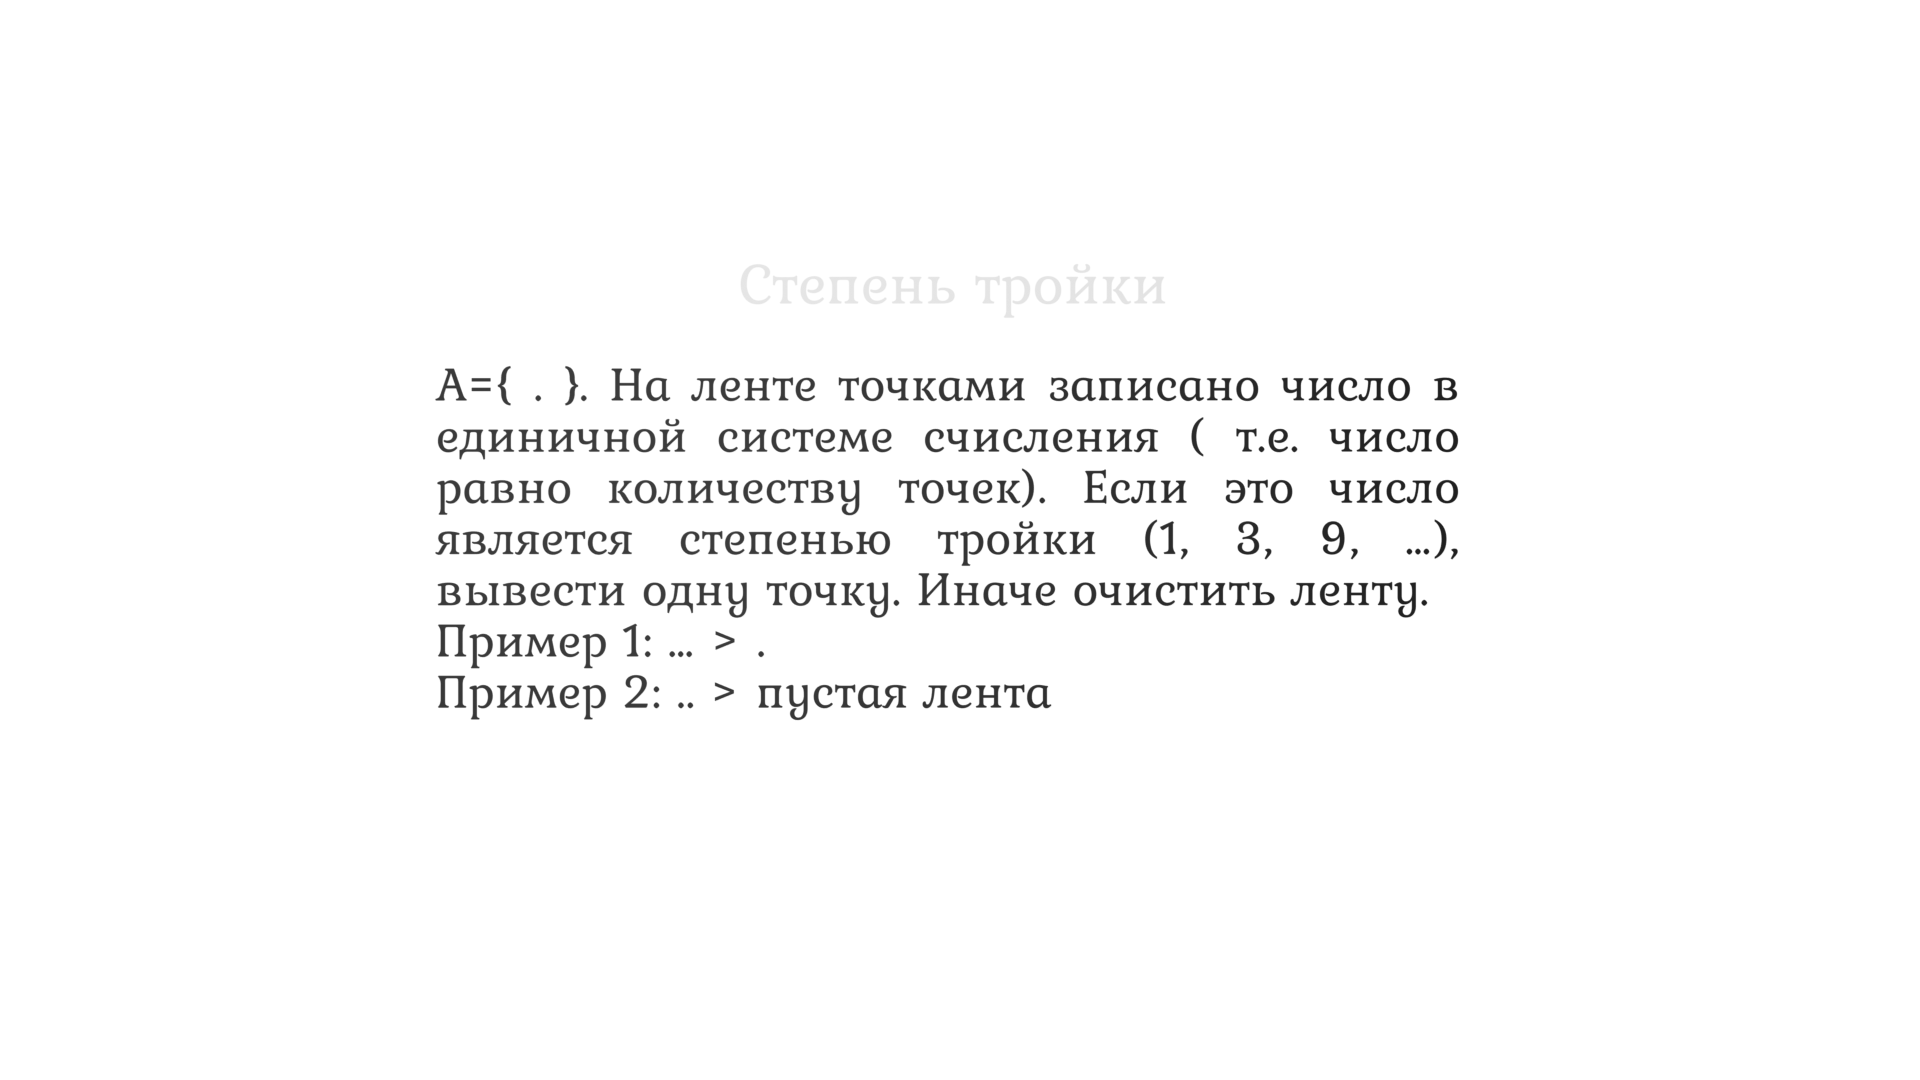 Степень тройки
А={ . }. На ленте точками записано число в
единичной системе счисления ( т.е. число
равно количеству точек). Если это число
является степенью тройки (1, 3, 9, ...),
вывести одну точку. Иначе очистить ленту.
Пример 1: ... > .
Пример 2: .. > пустая лента